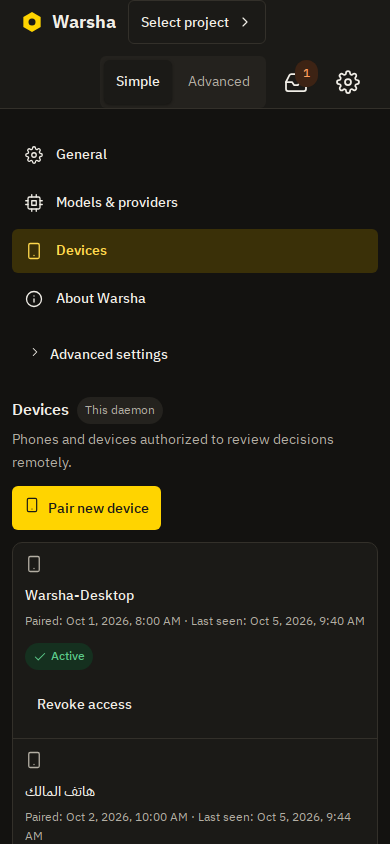 Warsha
Select project
Simple
Advanced
1
General
Models & providers
Devices
About Warsha
Advanced settings
Devices
This daemon
Phones and devices authorized to review decisions
remotely.
Pair new device
Warsha-Desktop
Paired: Oct 1, 2026, 8:00 AM · Last seen: Oct 5, 2026, 9:40 AM
Active
Revoke access
هاتف المالك
Paired: Oct 2, 2026, 10:00 AM · Last seen: Oct 5, 2026, 9:44
AM